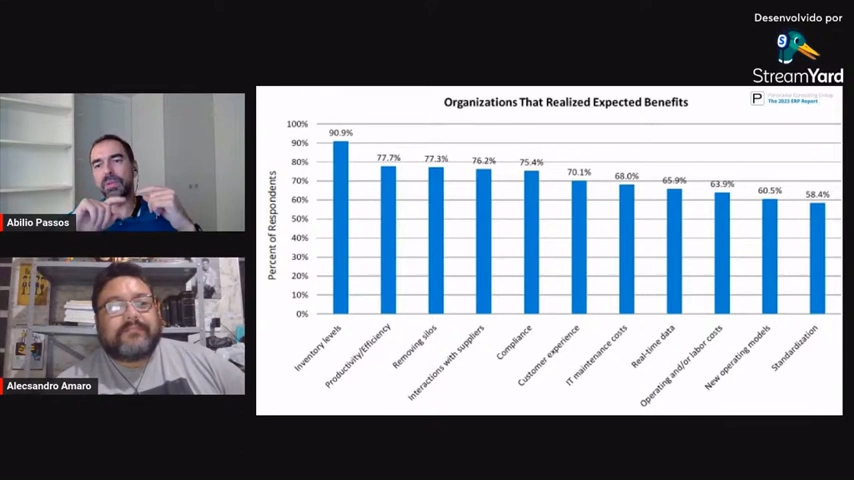 Desenvolvido por
StreamYard
Organizations That Realized Expected Benefits
P
Panorama Consulting Group
The 2023 ERP Report
Percent of Respondents
100%
90%
80%
70%
60%
50%
40%
30%
20%
10%
0%
90.9%
77.7%
77.3%
76.2%
75.4%
70.1%
68.0%
65.9%
63.9%
60.5%
58.4%
Inventory levels
Productivity/Efficiency
Removing silos
Interactions with suppliers
Compliance
Customer experience
IT maintenance costs
Real-time data
Operating and/or labor costs
New operating models
Standardization
Abilio Passos
Alecsandro Amaro